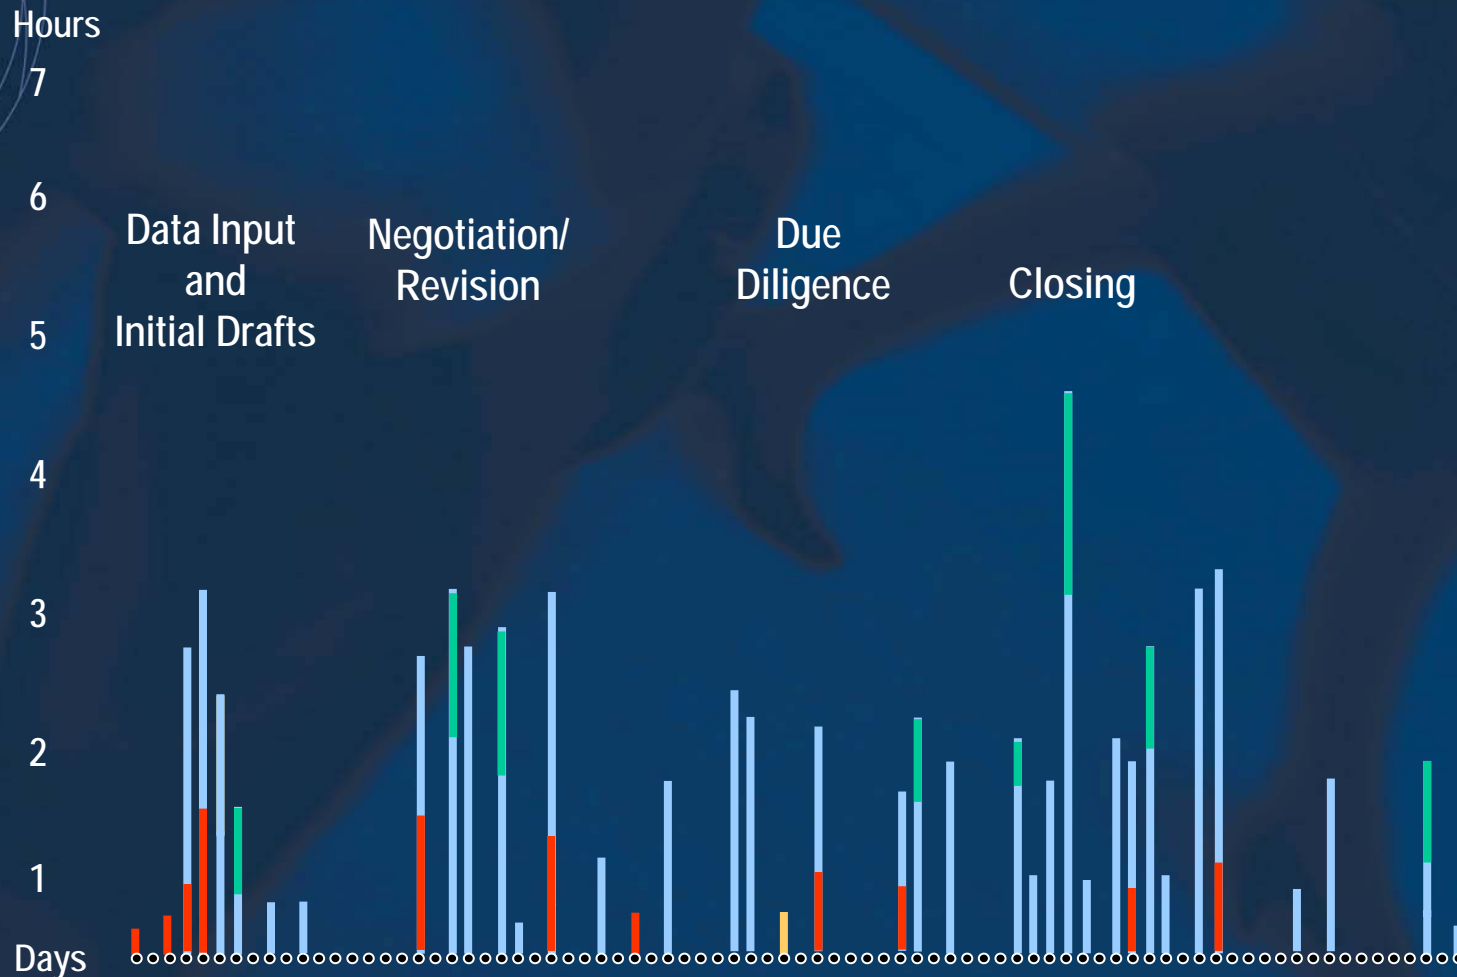 Hours
7
6
5
4
3
2
1
Days
Data Input
and
Initial Drafts
Negotiation/
Revision
Due
Diligence
Closing